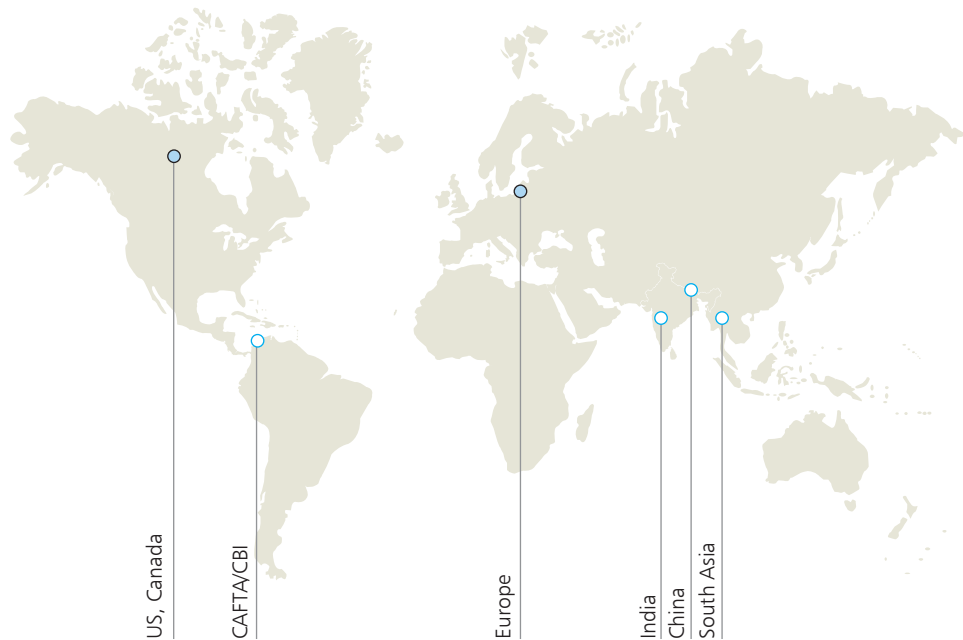 US, Canada
CAFTA/CBI
Europe
India
China
South Asia